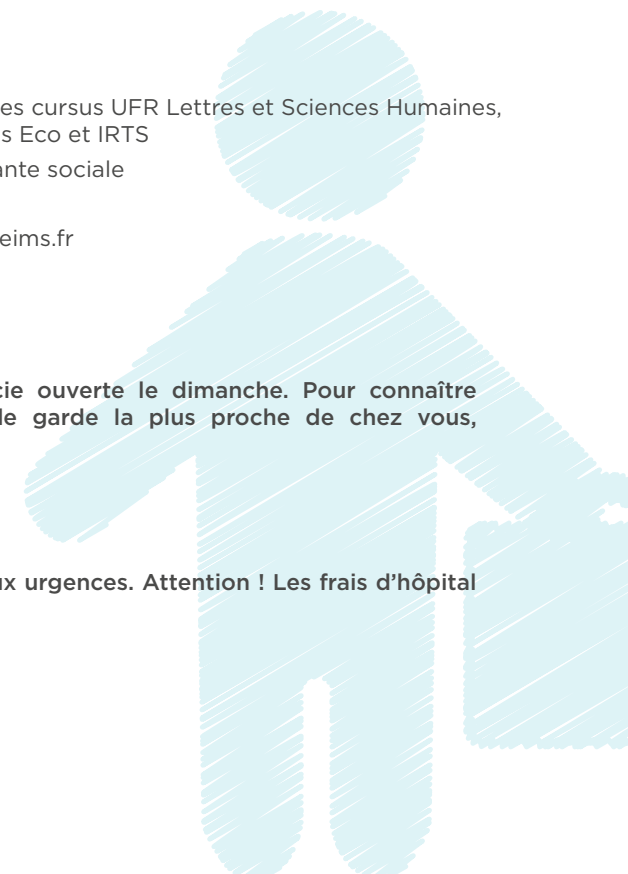 es cursus UFR Lettres et Sciences Humaines,
s Eco et IRTS
ante sociale
eims.fr
cie ouverte le dimanche. Pour connaître
de garde la plus proche de chez vous,
ux urgences. Attention ! Les frais d'hôpital